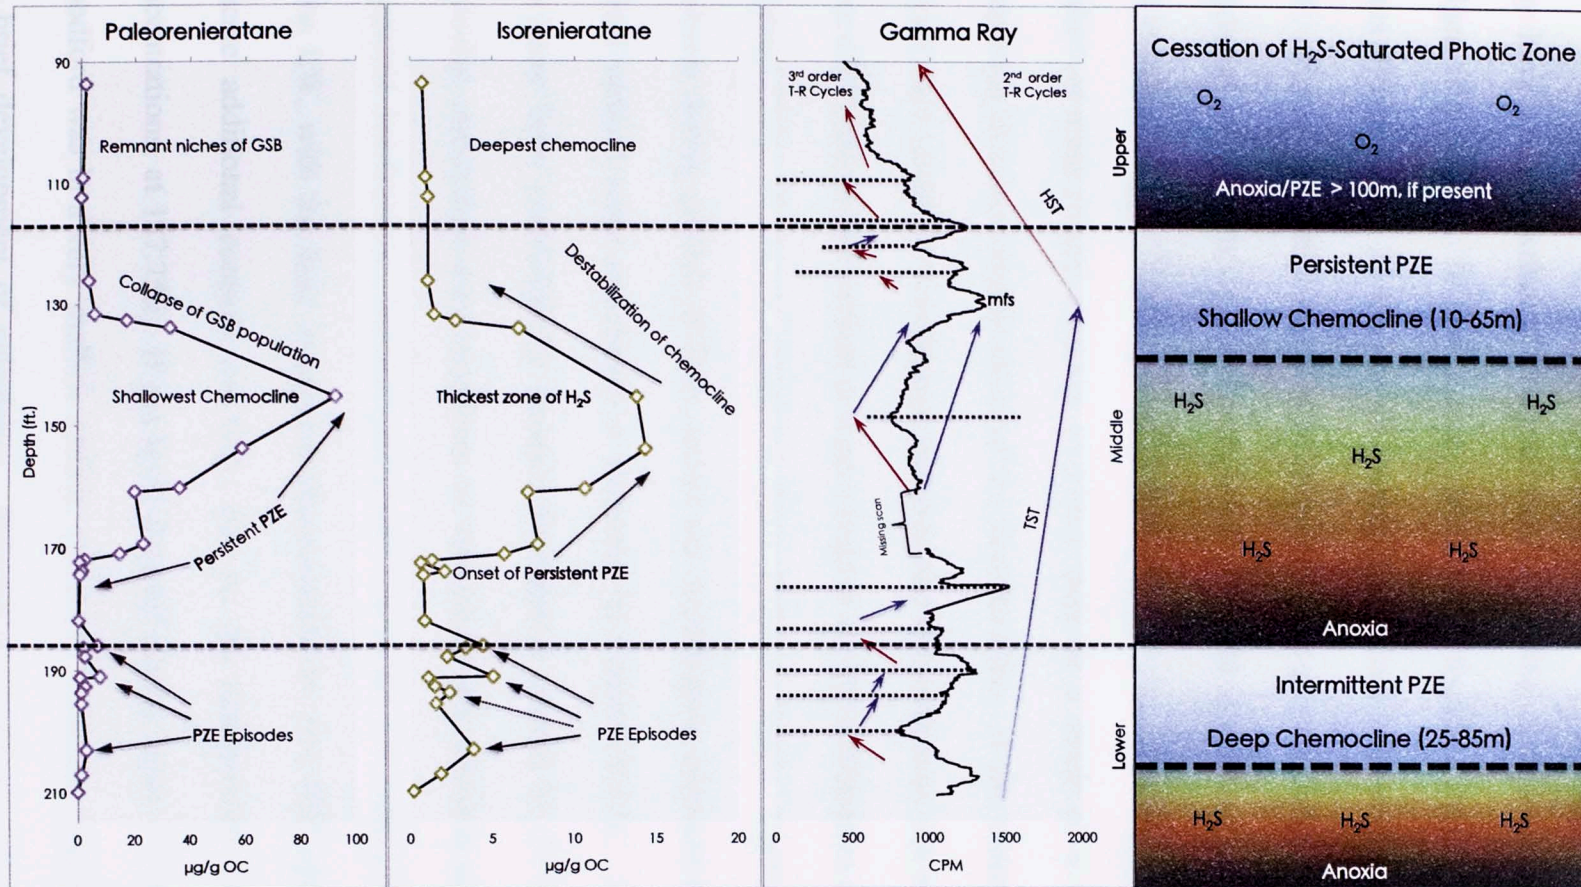 Paleorenieratane
90
110
130
150
170
190
210
Depth (ft.)
Remnant niches of GSB
Collapse of GSB population
Shallowest Chemocline
Persistent PZE
PZE Episodes
0 20 40 60 80 100
µg/g OC
Isorenieratane
Deepest chemocline
Destabilization of chemocline
Thickest zone of H₂S
Onset of Persistent PZE
PZE Episodes
0 5 10 15 20
µg/g OC
Gamma Ray
3rd order
T-R Cycles
2nd order
T-R Cycles
HST
mfs
Missing scan
TST
0 500 1000 1500 2000
CPM
Upper
Middle
Lower
Cessation of H₂S-Saturated Photic Zone
O₂ O₂
O₂
Anoxia/PZE > 100m, if present
Persistent PZE
Shallow Chemocline (10-65m)
H₂S H₂S
H₂S
H₂S H₂S
Anoxia
Intermittent PZE
Deep Chemocline (25-85m)
H₂S H₂S H₂S
Anoxia